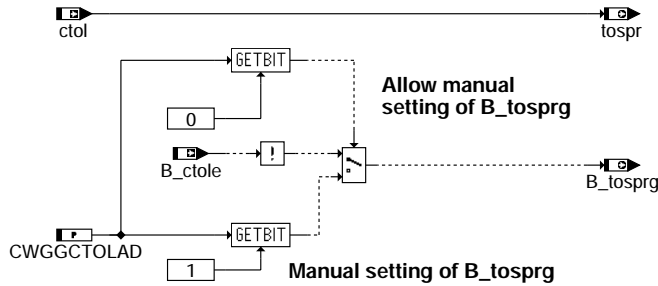 ctol
tospr
GETBIT
Allow manual
setting of B_tosprg
0
!
B_ctole
B_tosprg
P
GETBIT
CWGGCTOLAD
1
Manual setting of B_tosprg